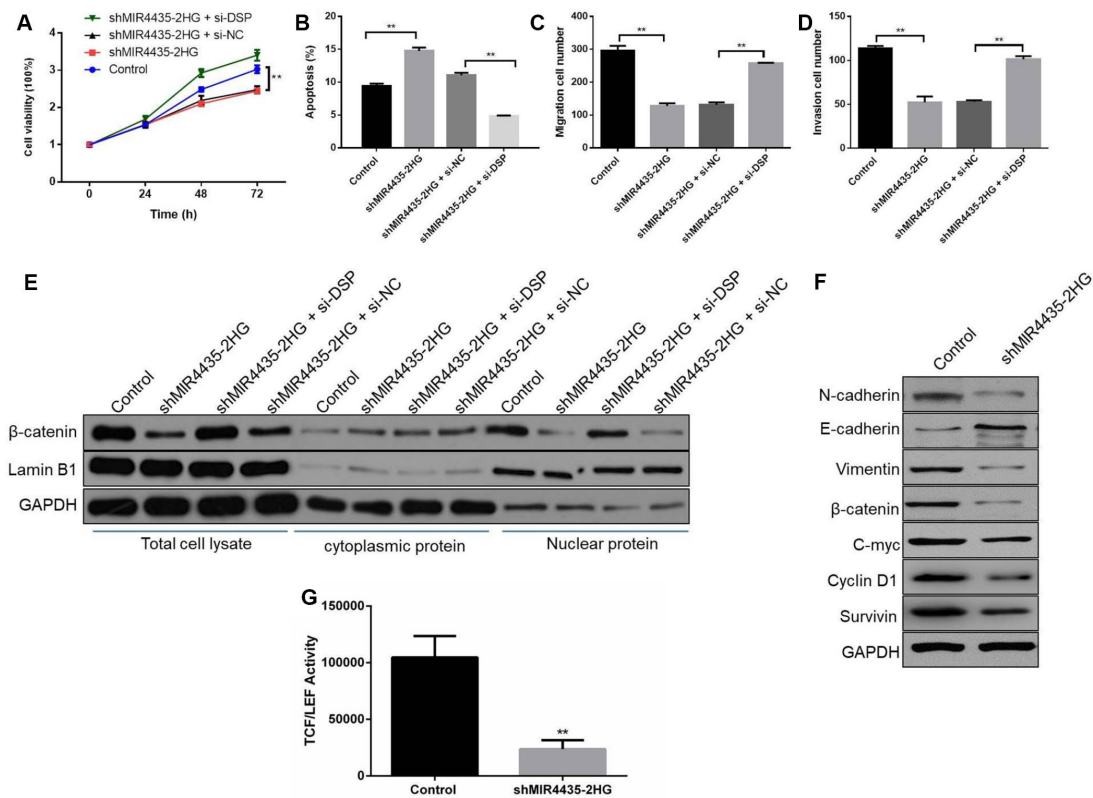 A
shMIR4435-2HG + si-DSP
shMIR4435-2HG + si-NC
shMIR4435-2HG
Control
Cell viability (100%)
4
3
2
1
0
**
0 24 48 72
Time (h)
B
Apoptosis (%)
20
15
10
5
0
**
**
Control
shMIR4435-2HG
shMIR4435-2HG + si-NC
shMIR4435-2HG + si-DSP
C
Migration cell number
400
300
200
100
0
**
**
Control
shMIR4435-2HG
shMIR4435-2HG + si-NC
shMIR4435-2HG + si-DSP
D
Invasion cell number
150
100
50
0
**
**
Control
shMIR4435-2HG
shMIR4435-2HG + si-NC
shMIR4435-2HG + si-DSP
E
Control
shMIR4435-2HG
shMIR4435-2HG + si-DSP
shMIR4435-2HG + si-NC
Control
shMIR4435-2HG
shMIR4435-2HG + si-DSP
shMIR4435-2HG + si-NC
Control
shMIR4435-2HG
shMIR4435-2HG + si-DSP
shMIR4435-2HG + si-NC
β-catenin
Lamin B1
GAPDH
Total cell lysate
cytoplasmic protein
Nuclear protein
F
Control
shMIR4435-2HG
N-cadherin
E-cadherin
Vimentin
β-catenin
C-myc
Cyclin D1
Survivin
GAPDH
G
TCF/LEF Activity
150000
100000
50000
0
**
Control
shMIR4435-2HG